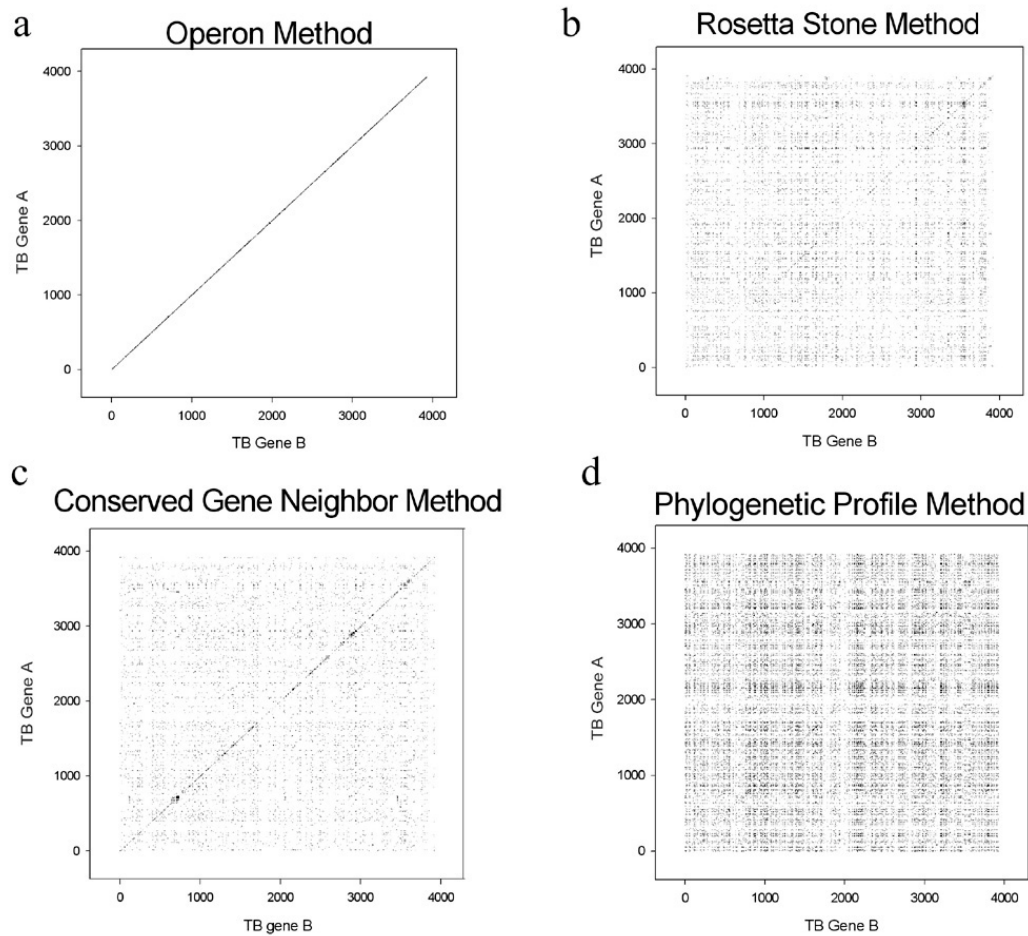 a
Operon Method
4000
3000
2000
1000
0
TB Gene A
0 1000 2000 3000 4000
TB Gene B
b
Rosetta Stone Method
4000
3000
2000
1000
0
TB Gene A
0 1000 2000 3000 4000
TB Gene B
c
Conserved Gene Neighbor Method
4000
3000
2000
1000
0
TB Gene A
0 1000 2000 3000 4000
TB gene B
d
Phylogenetic Profile Method
4000
3000
2000
1000
0
TB Gene A
0 1000 2000 3000 4000
TB Gene B